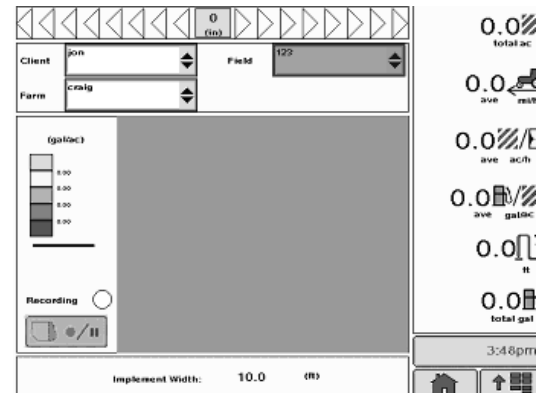 0
(in)
Client
jon
Field
123
Farm
craig
(gal/ac)
0.00
0.00
0.00
0.00
Recording
Implement Width: 10.0 (ft)
0.0
total ac
0.0
ave
0.0
ave ac/h
0.0
ave gal/ac
0.0
ft
0.0
total gal
3:48pm